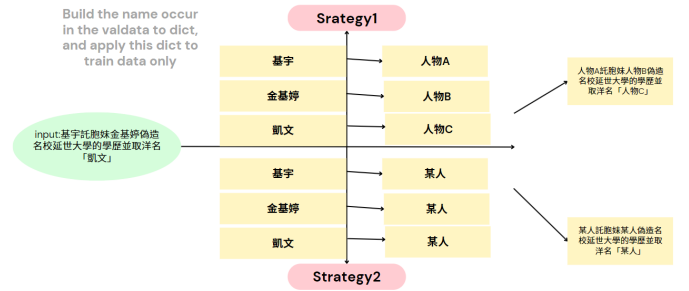 Build the name occur
in the valdata to dict,
and apply this dict to
train data only
Srategy1
基宇
人物A
金基婷
人物B
凱文
人物C
人物A託胞妹人物B偽造
名校延世大學的學歷並
取洋名「人物C」
input:基宇託胞妹金基婷偽造
名校延世大學的學歷並取洋名
「凱文」
基宇
某人
金基婷
某人
凱文
某人
某人託胞妹某人偽造名
校延世大學的學歷並取
洋名「某人」
Strategy2